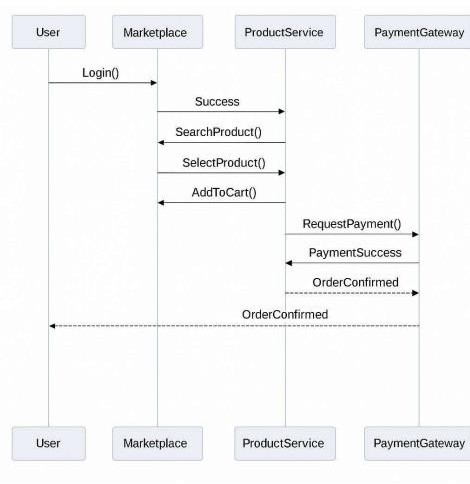 User
Marketplace
ProductService
PaymentGateway
Login()
Success
SearchProduct()
SelectProduct()
AddToCart()
RequestPayment()
PaymentSuccess
OrderConfirmed
OrderConfirmed
User
Marketplace
ProductService
PaymentGateway